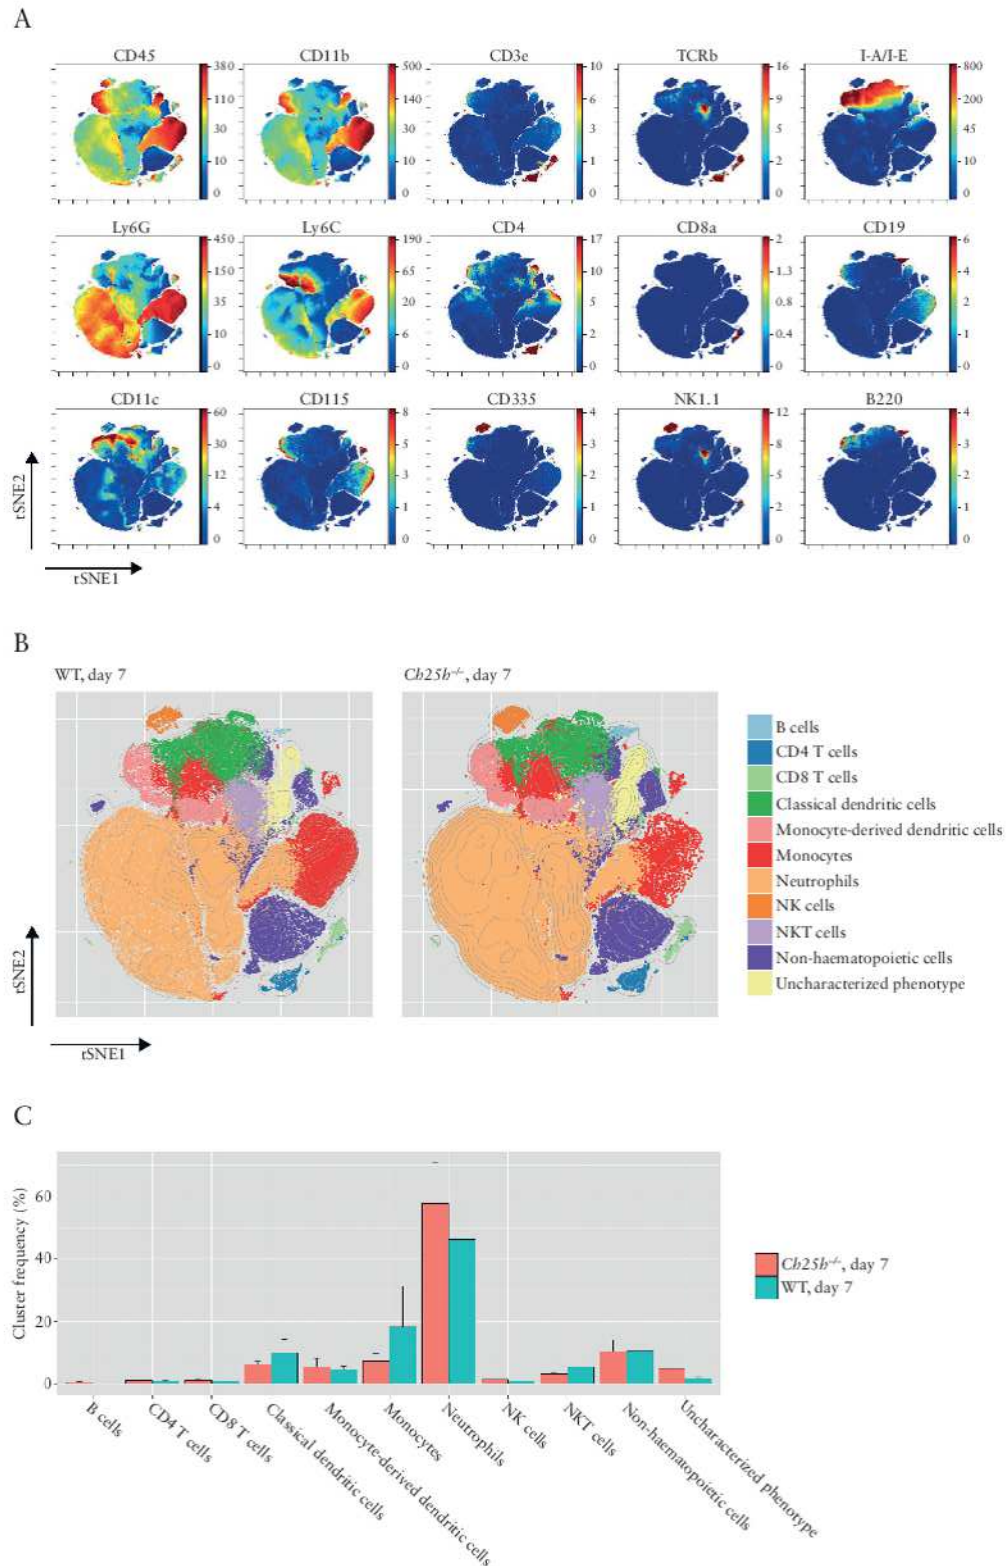 A
CD45 CD11b CD3e TCRb I-A/I-E
380 500 10 16 800
110 140 6 9 200
30 30 3 5 45
10 10 1 2 10
0 0 0 0 0
Ly6G Ly6C CD4 CD8a CD19
450 190 17 2 6
150 65 10 1.3 4
35 20 5 0.8 2
10 6 2 0.4 1
0 0 0 0
CD11c CD115 CD335 NK1.1 B220
60 8 4 12 4
30 5 3 8 3
12 3 2 5 2
4 1 1 2 1
0 0 0 0 0
tSNE2
tSNE1
B
WT, day 7
Ch25h–/–, day 7
B cells
CD4 T cells
CD8 T cells
Classical dendritic cells
Monocyte-derived dendritic cells
Monocytes
Neutrophils
NK cells
NKT cells
Non-haematopoietic cells
Uncharacterized phenotype
tSNE2
tSNE1
C
Cluster frequency (%)
60
40
20
0
Ch25h–/–, day 7
WT, day 7
B cells
CD4 T cells
CD8 T cells
Classical dendritic cells
Monocyte-derived dendritic cells
Monocytes
Neutrophils
NK cells
NKT cells
Non-haematopoietic cells
Uncharacterized phenotype